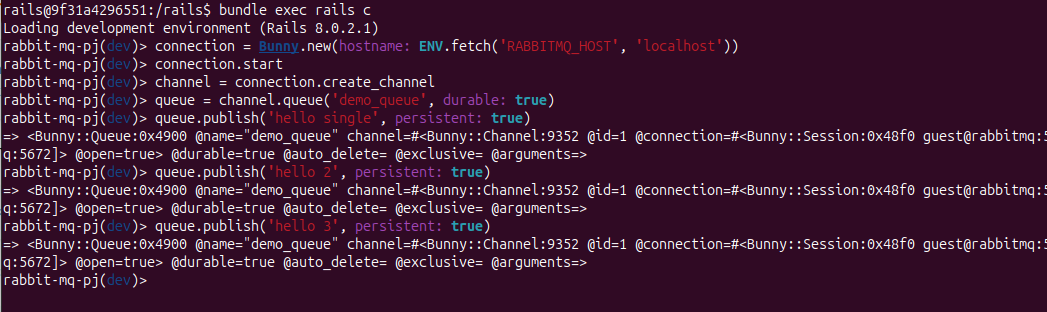 rails@9f31a4296551:/rails$ bundle exec rails c
Loading development environment (Rails 8.0.2.1)
rabbit-mq-pj(dev)> connection = Bunny.new(hostname: ENV.fetch('RABBITMQ_HOST', 'localhost'))
rabbit-mq-pj(dev)> connection.start
rabbit-mq-pj(dev)> channel = connection.create_channel
rabbit-mq-pj(dev)> queue = channel.queue('demo_queue', durable: true)
rabbit-mq-pj(dev)> queue.publish('hello single', persistent: true)
=> <Bunny::Queue:0x4900 @name="demo_queue" channel=#<Bunny::Channel:9352 @id=1 @connection=#<Bunny::Session:0x48f0 guest@rabbitmq:5
q:5672]> @open=true> @durable=true @auto_delete= @exclusive= @arguments=>
rabbit-mq-pj(dev)> queue.publish('hello 2', persistent: true)
=> <Bunny::Queue:0x4900 @name="demo_queue" channel=#<Bunny::Channel:9352 @id=1 @connection=#<Bunny::Session:0x48f0 guest@rabbitmq:5
q:5672]> @open=true> @durable=true @auto_delete= @exclusive= @arguments=>
rabbit-mq-pj(dev)> queue.publish('hello 3', persistent: true)
=> <Bunny::Queue:0x4900 @name="demo_queue" channel=#<Bunny::Channel:9352 @id=1 @connection=#<Bunny::Session:0x48f0 guest@rabbitmq:5
q:5672]> @open=true> @durable=true @auto_delete= @exclusive= @arguments=>
rabbit-mq-pj(dev)>